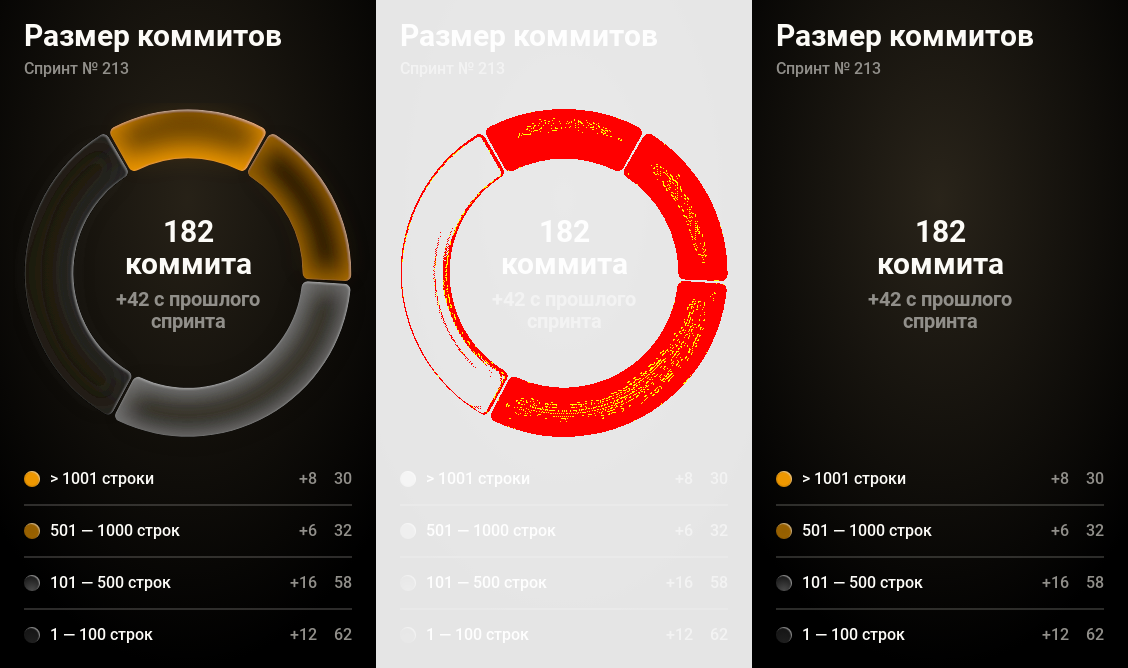 Размер коммитов
Спринт № 213
182
коммита
+42 с прошлого
спринта
> 1001 строки +8 30
501 — 1000 строк +6 32
101 — 500 строк +16 58
1 — 100 строк +12 62
Размер коммитов
Спринт № 213
182
коммита
+42 с прошлого
спринта
> 1001 строки +8 30
501 — 1000 строк +6 32
101 — 500 строк +16 58
1 — 100 строк +12 62
Размер коммитов
Спринт № 213
182
коммита
+42 с прошлого
спринта
> 1001 строки +8 30
501 — 1000 строк +6 32
101 — 500 строк +16 58
1 — 100 строк +12 62